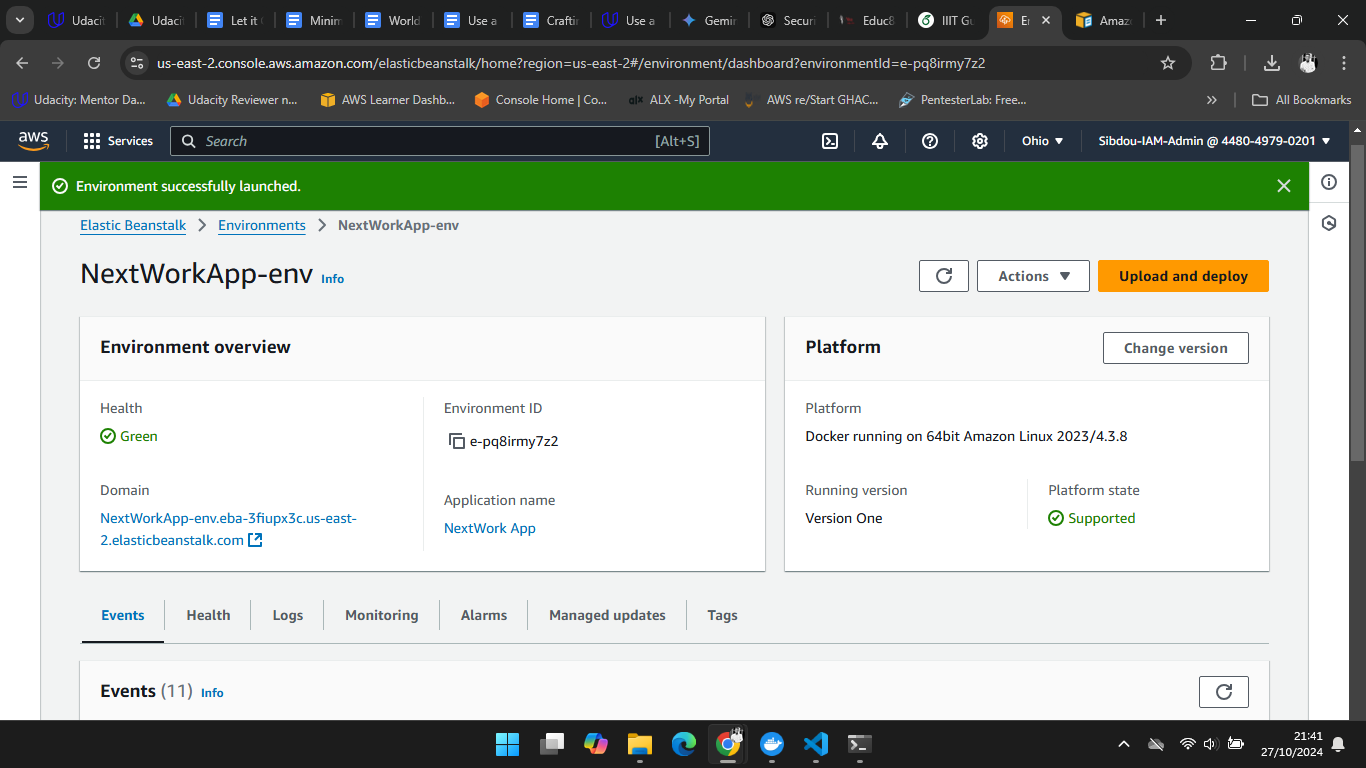 Udacit
Udacit
Let it
Minim
World
Use a
Craftin
Use a
Gemin
Securi
Educ8
IIIT Gu
Er
Amaz
us-east-2.console.aws.amazon.com/elasticbeanstalk/home?region=us-east-2#/environment/dashboard?environmentId=e-pq8irmy7z2
Udacity: Mentor Da...
Udacity Reviewer n...
AWS Learner Dashb...
Console Home | Co...
alx
ALX -My Portal
AWS re/Start GHAC...
PentesterLab: Free...
All Bookmarks
aws
Services
Search
[Alt+S]
Ohio
Sibdou-IAM-Admin @ 4480-4979-0201
Environment successfully launched.
Elastic Beanstalk
Environments
NextWorkApp-env
NextWorkApp-env Info
Actions
Upload and deploy
Environment overview
Health
Green
Domain
NextWorkApp-env.eba-3fiupx3c.us-east-
2.elasticbeanstalk.com
Environment ID
e-pq8irmy7z2
Application name
NextWork App
Platform
Change version
Platform
Docker running on 64bit Amazon Linux 2023/4.3.8
Running version
Version One
Platform state
Supported
Events
Health
Logs
Monitoring
Alarms
Managed updates
Tags
Events (11) Info
21:41
27/10/2024